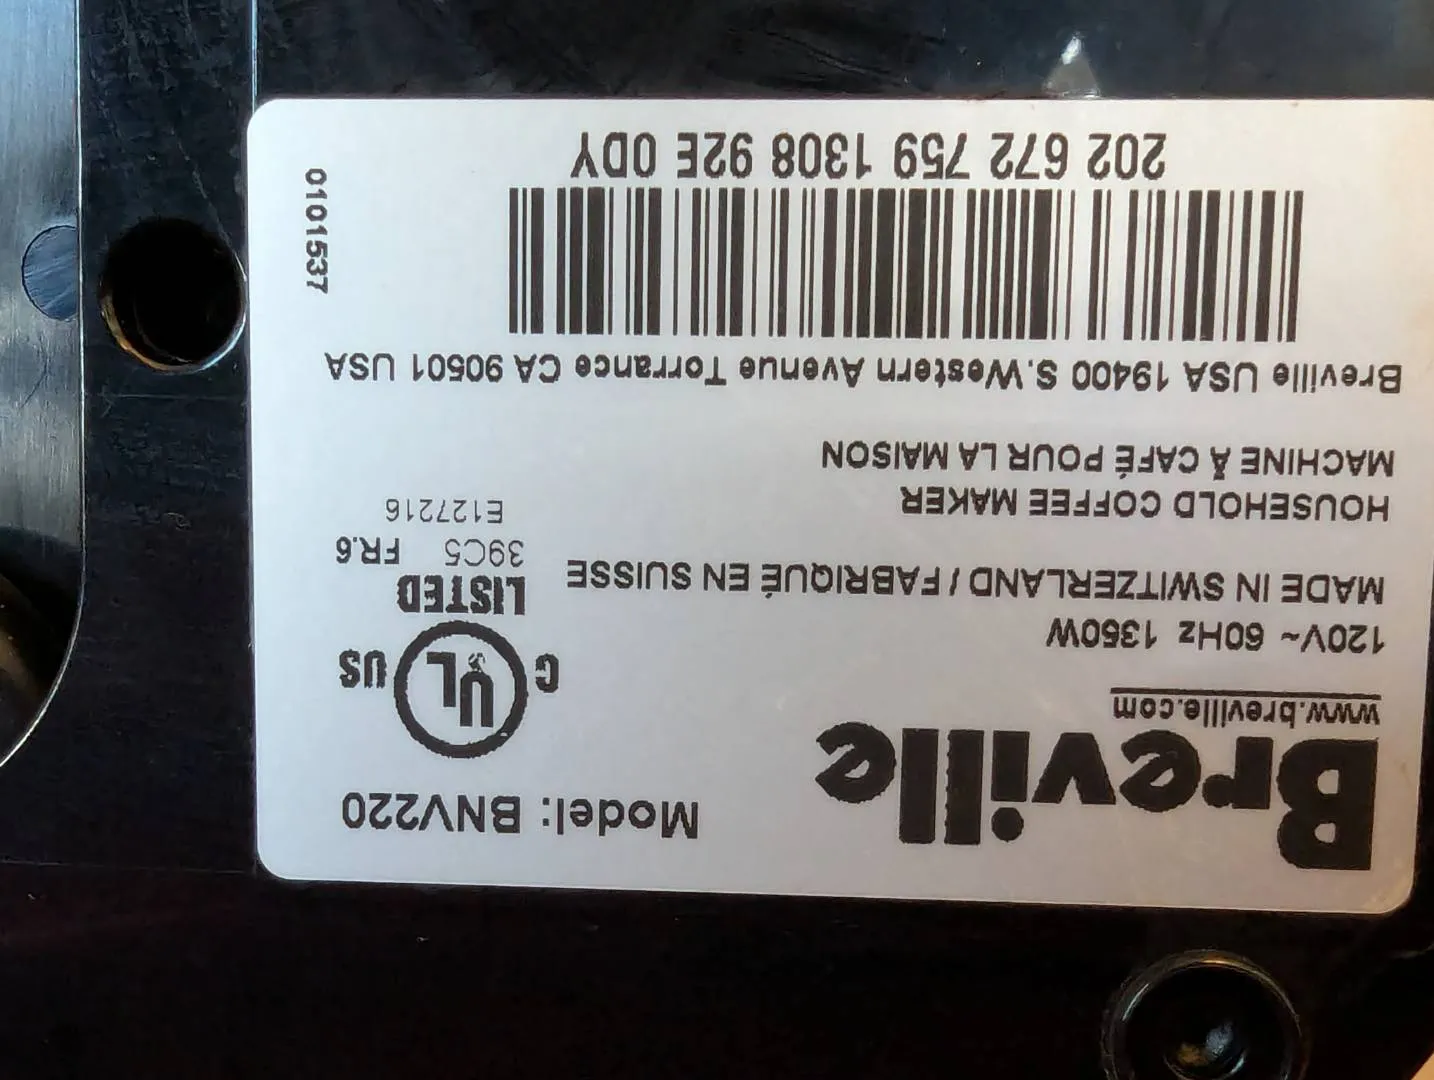 Breville
www.breville.com
Model: BNV220
120V~ 60Hz 1350W
MADE IN SWITZERLAND / FABRIQUÉ EN SUISSE
HOUSEHOLD COFFEE MAKER
MACHINE À CAFÉ POUR LA MAISON
C UL US
LISTED
39C5 FR.6
E127216
Breville USA 19400 S.Western Avenue Torrance CA 90501 USA
202 672 759 1308 92E 0DY
0101537